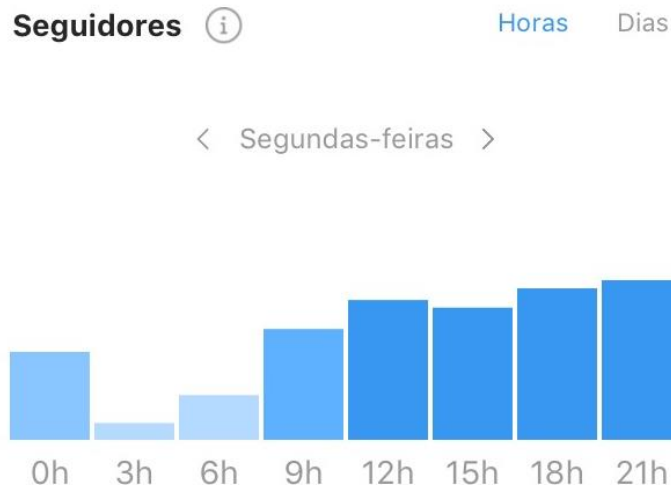 Seguidores i Horas Dias
< Segundas-feiras >
0h 3h 6h 9h 12h 15h 18h 21h